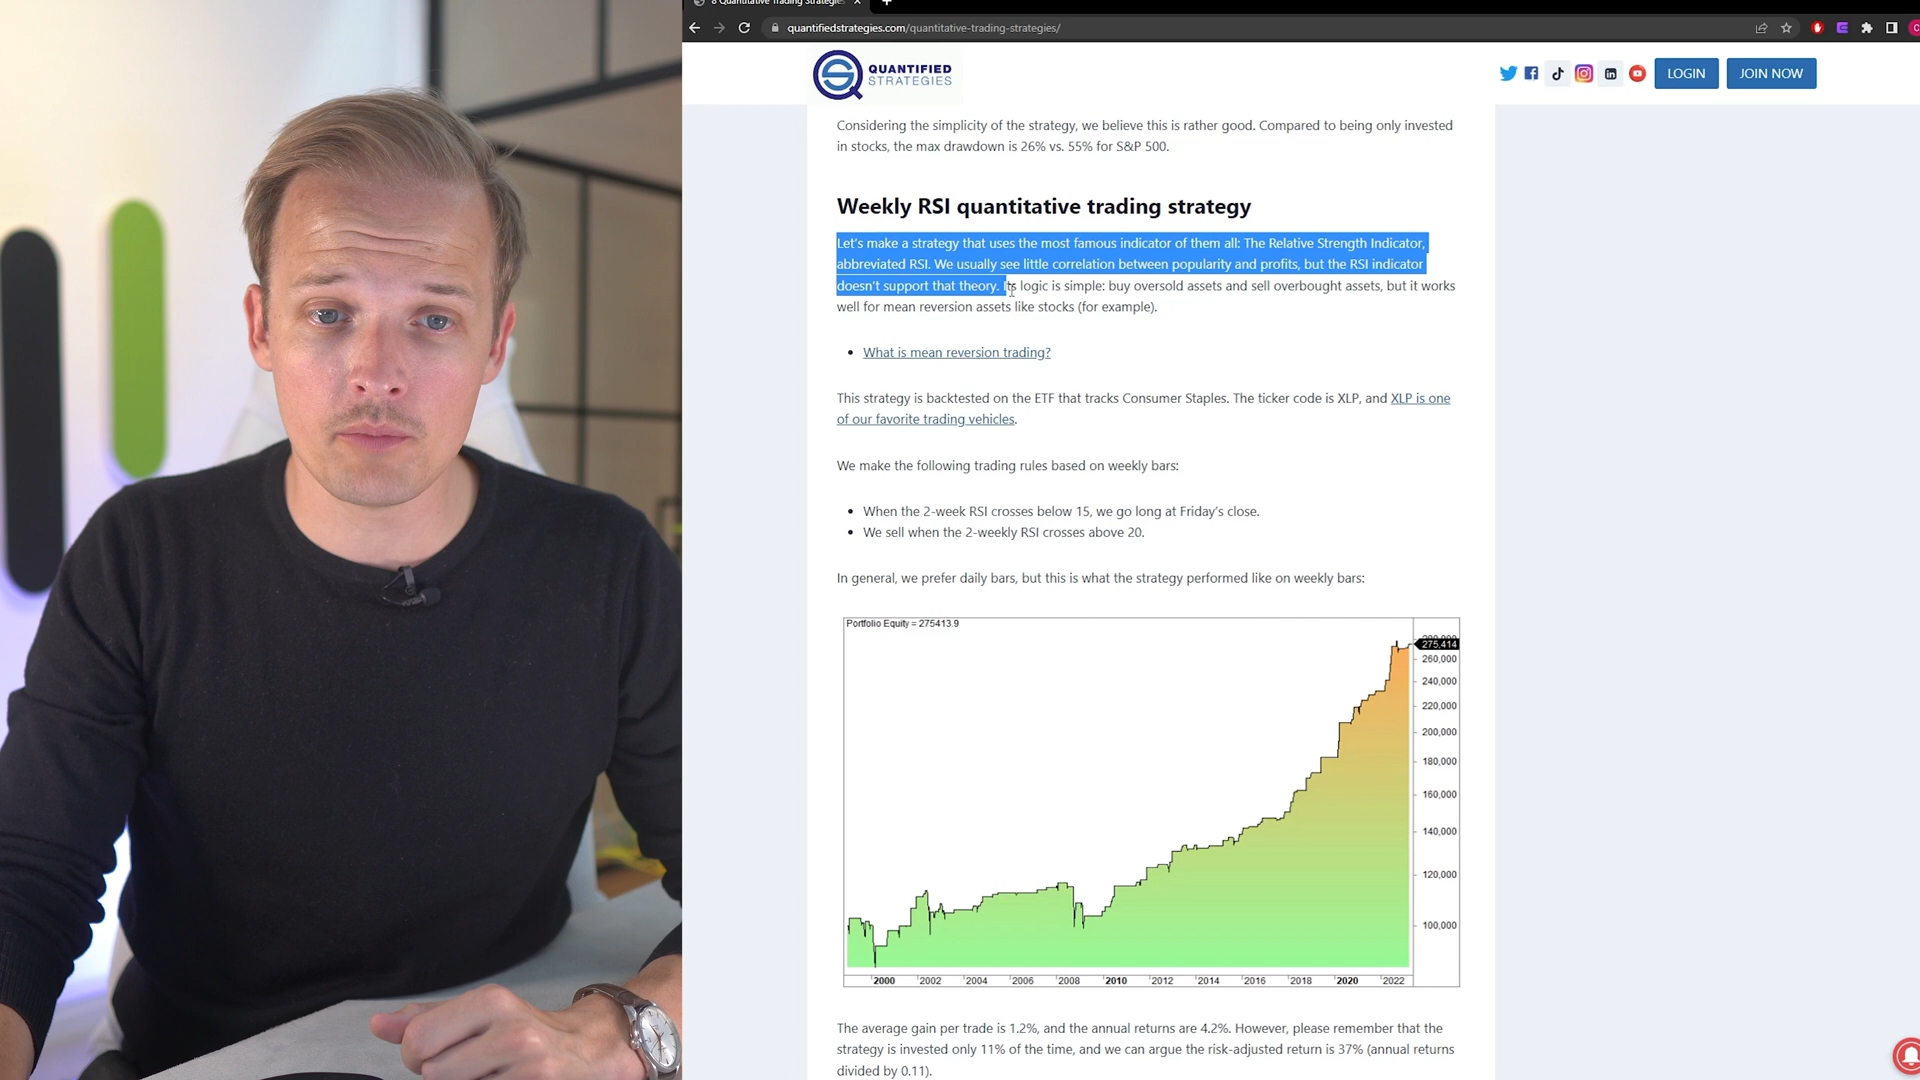 8 Quantitative Trading Strategies
quantifiedstrategies.com/quantitative-trading-strategies/
QUANTIFIED
STRATEGIES
LOGIN
JOIN NOW
Considering the simplicity of the strategy, we believe this is rather good. Compared to being only invested
in stocks, the max drawdown is 26% vs. 55% for S&P 500.
Weekly RSI quantitative trading strategy
Let's make a strategy that uses the most famous indicator of them all: The Relative Strength Indicator,
abbreviated RSI. We usually see little correlation between popularity and profits, but the RSI indicator
doesn't support that theory. Its logic is simple: buy oversold assets and sell overbought assets, but it works
well for mean reversion assets like stocks (for example).
• What is mean reversion trading?
This strategy is backtested on the ETF that tracks Consumer Staples. The ticker code is XLP, and XLP is one
of our favorite trading vehicles.
We make the following trading rules based on weekly bars:
• When the 2-week RSI crosses below 15, we go long at Friday's close.
• We sell when the 2-weekly RSI crosses above 20.
In general, we prefer daily bars, but this is what the strategy performed like on weekly bars:
Portfolio Equity = 275413.9
275,414
260,000
240,000
220,000
200,000
180,000
160,000
140,000
120,000
100,000
2000 2002 2004 2006 2008 2010 2012 2014 2016 2018 2020 2022
The average gain per trade is 1.2%, and the annual returns are 4.2%. However, please remember that the
strategy is invested only 11% of the time, and we can argue the risk-adjusted return is 37% (annual returns
divided by 0.11).